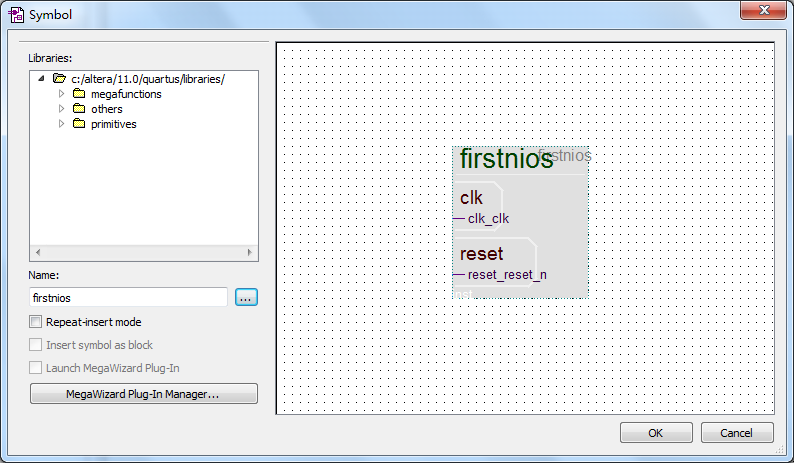 Symbol
Libraries:
c:/altera/11.0/quartus/libraries/
megafunctions
others
primitives
Name:
firstnios
...
Repeat-insert mode
Insert symbol as block
Launch MegaWizard Plug-In
MegaWizard Plug-In Manager...
firstnios
firstnios
clk
clk_clk
reset
reset_reset_n
inst
OK
Cancel